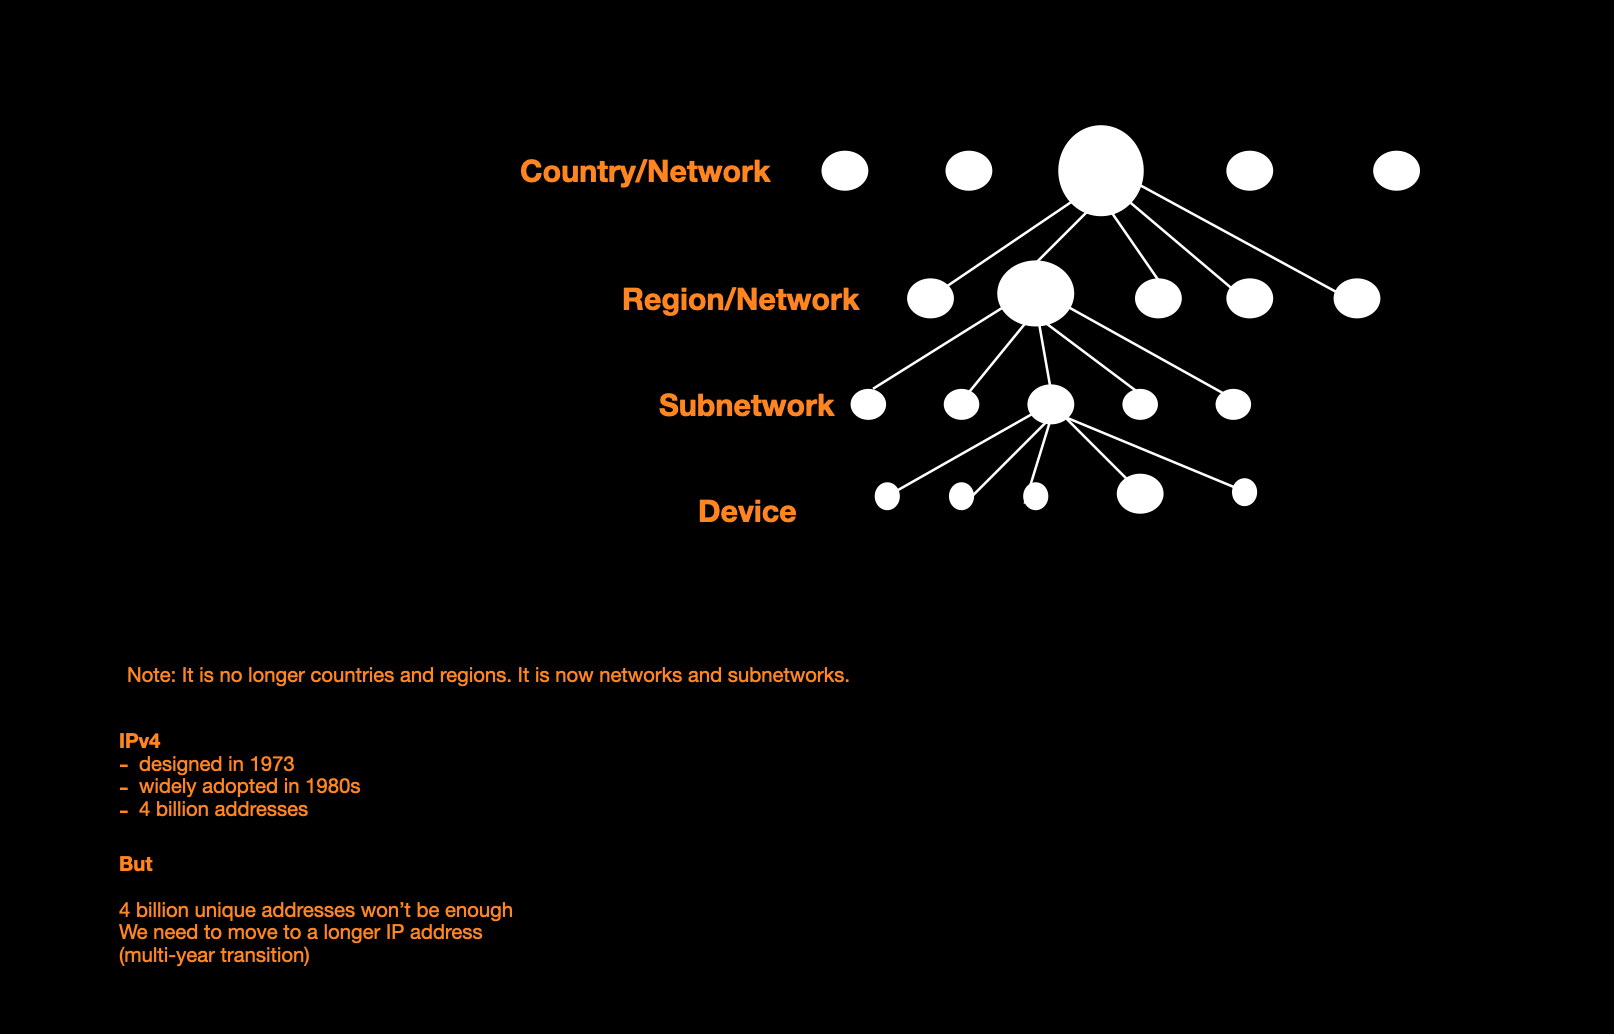 Country/Network
Region/Network
Subnetwork
Device
Note: It is no longer countries and regions. It is now networks and subnetworks.
IPv4
- designed in 1973
- widely adopted in 1980s
- 4 billion addresses
But
4 billion unique addresses won’t be enough
We need to move to a longer IP address
(multi-year transition)